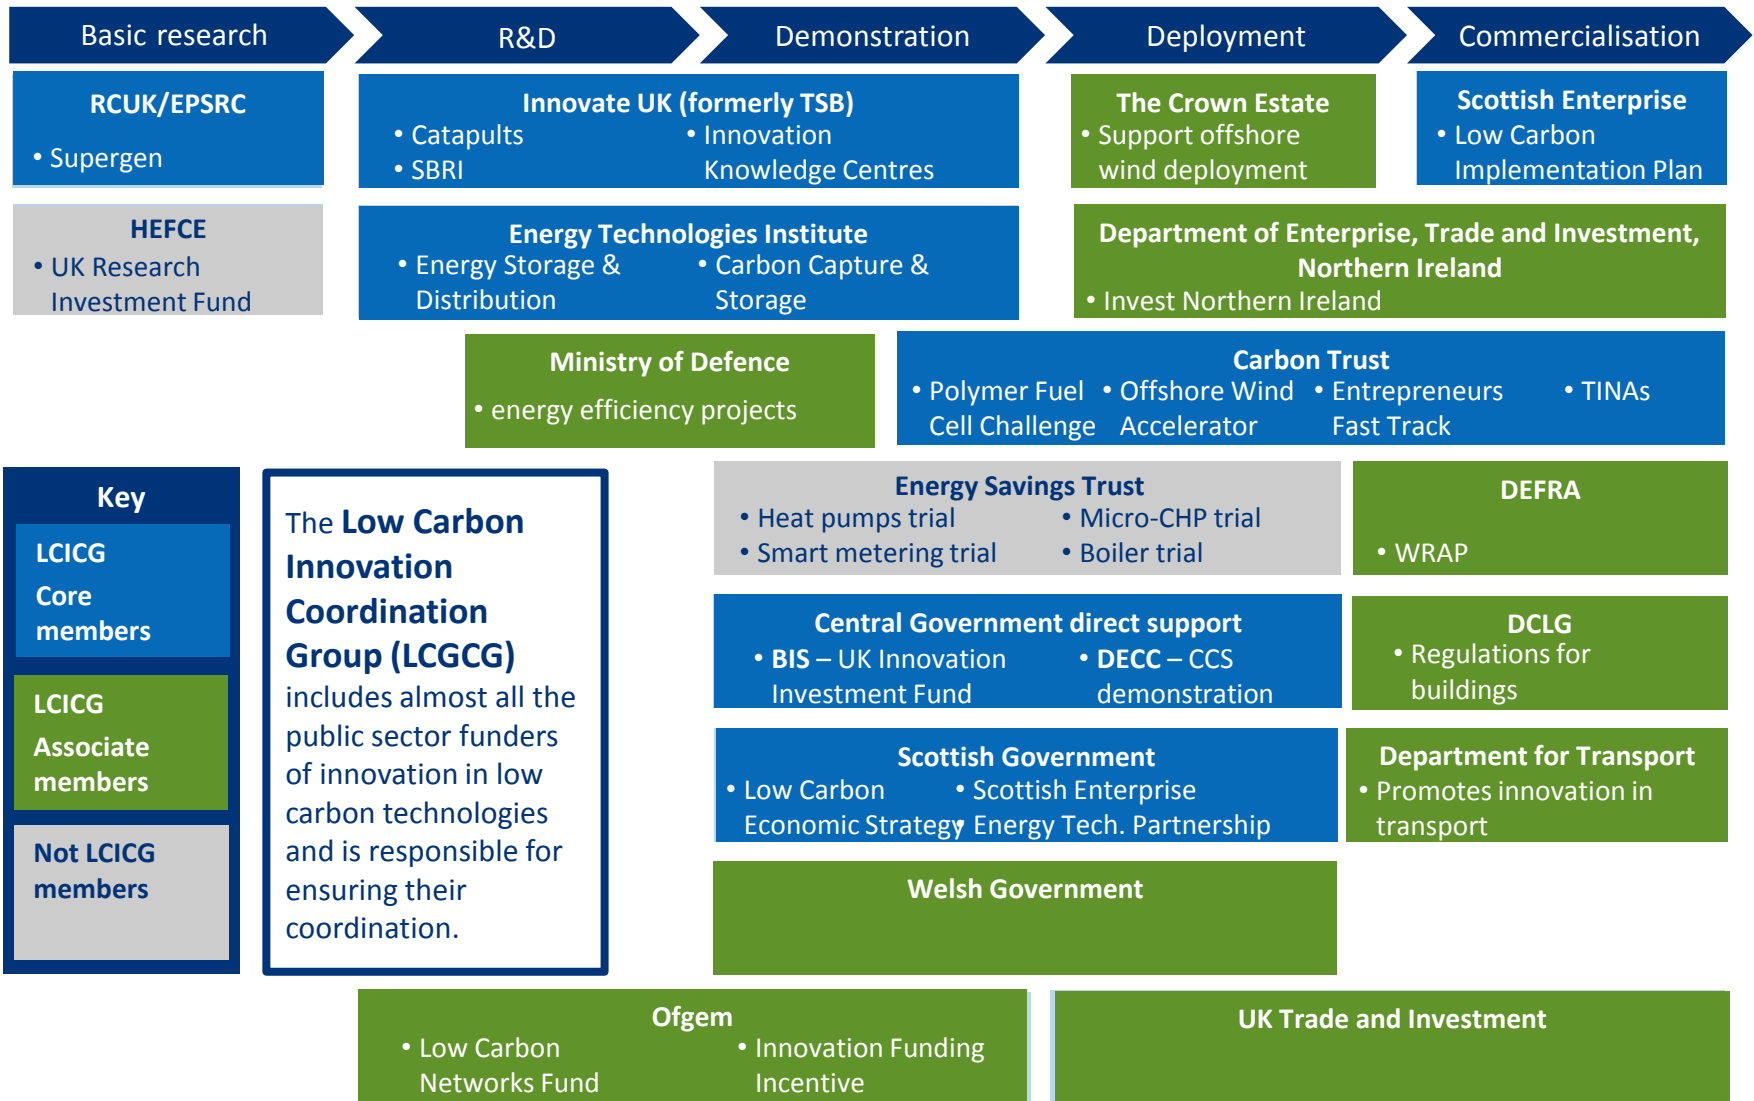 Basic research
R&D
Demonstration
Deployment
Commercialisation
RCUK/EPSRC
• Supergen
Innovate UK (formerly TSB)
• Catapults
• SBRI
• Innovation
Knowledge Centres
The Crown Estate
• Support offshore
wind deployment
Scottish Enterprise
• Low Carbon
Implementation Plan
HEFCE
• UK Research
Investment Fund
Energy Technologies Institute
• Energy Storage &
Distribution
• Carbon Capture &
Storage
Department of Enterprise, Trade and Investment,
Northern Ireland
• Invest Northern Ireland
Ministry of Defence
• energy efficiency projects
Carbon Trust
• Polymer Fuel
Cell Challenge
• Offshore Wind
Accelerator
• Entrepreneurs
Fast Track
• TINAs
Key
LCICG
Core
members
LCICG
Associate
members
Not LCICG
members
The Low Carbon
Innovation
Coordination
Group (LCGCG)
includes almost all the
public sector funders
of innovation in low
carbon technologies
and is responsible for
ensuring their
coordination.
Energy Savings Trust
• Heat pumps trial
• Smart metering trial
• Micro-CHP trial
• Boiler trial
DEFRA
• WRAP
Central Government direct support
• BIS – UK Innovation
Investment Fund
• DECC – CCS
demonstration
DCLG
• Regulations for
buildings
Scottish Government
• Low Carbon
Economic Strategy
• Scottish Enterprise
• Energy Tech. Partnership
Department for Transport
• Promotes innovation in
transport
Welsh Government
Ofgem
• Low Carbon
Networks Fund
• Innovation Funding
Incentive
UK Trade and Investment